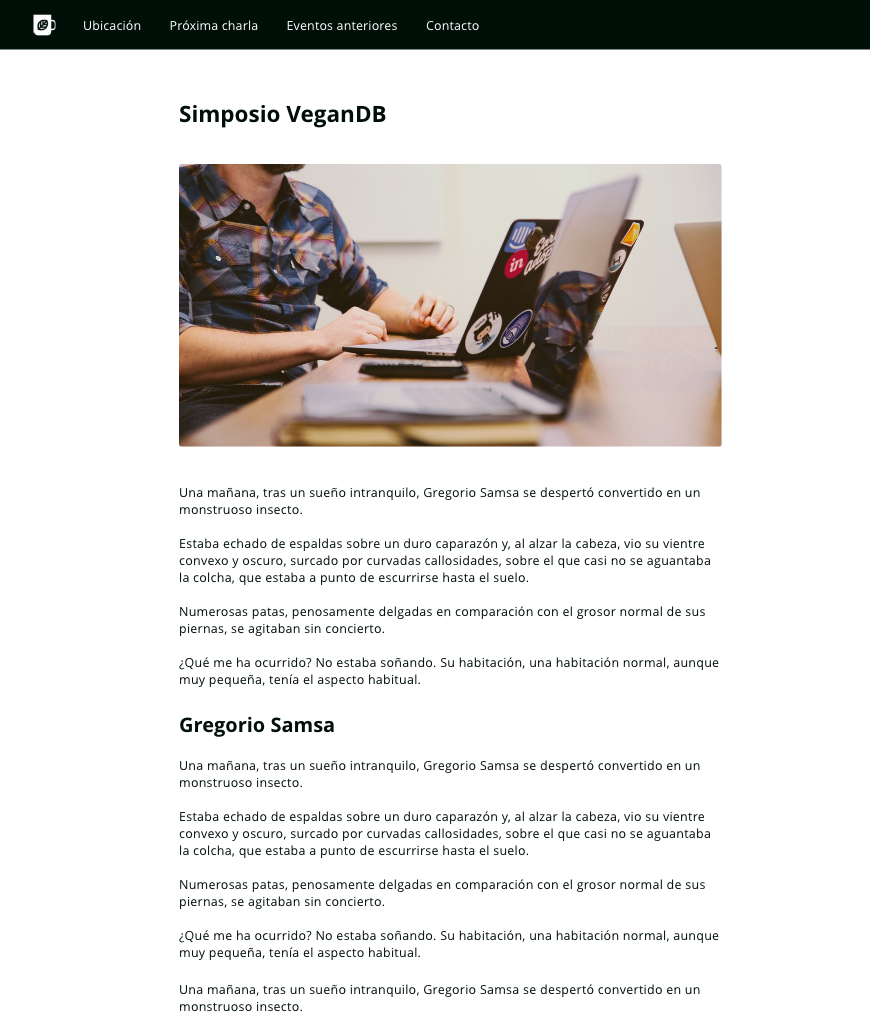 Ubicación Próxima charla Eventos anteriores Contacto
Simposio VeganDB
in
Una mañana, tras un sueño intranquilo, Gregorio Samsa se despertó convertido en un
monstruoso insecto.
Estaba echado de espaldas sobre un duro caparazón y, al alzar la cabeza, vio su vientre
convexo y oscuro, surcado por curvadas callosidades, sobre el que casi no se aguantaba
la colcha, que estaba a punto de escurrirse hasta el suelo.
Numerosas patas, penosamente delgadas en comparación con el grosor normal de sus
piernas, se agitaban sin concierto.
¿Qué me ha ocurrido? No estaba soñando. Su habitación, una habitación normal, aunque
muy pequeña, tenía el aspecto habitual.
Gregorio Samsa
Una mañana, tras un sueño intranquilo, Gregorio Samsa se despertó convertido en un
monstruoso insecto.
Estaba echado de espaldas sobre un duro caparazón y, al alzar la cabeza, vio su vientre
convexo y oscuro, surcado por curvadas callosidades, sobre el que casi no se aguantaba
la colcha, que estaba a punto de escurrirse hasta el suelo.
Numerosas patas, penosamente delgadas en comparación con el grosor normal de sus
piernas, se agitaban sin concierto.
¿Qué me ha ocurrido? No estaba soñando. Su habitación, una habitación normal, aunque
muy pequeña, tenía el aspecto habitual.
Una mañana, tras un sueño intranquilo, Gregorio Samsa se despertó convertido en un
monstruoso insecto.